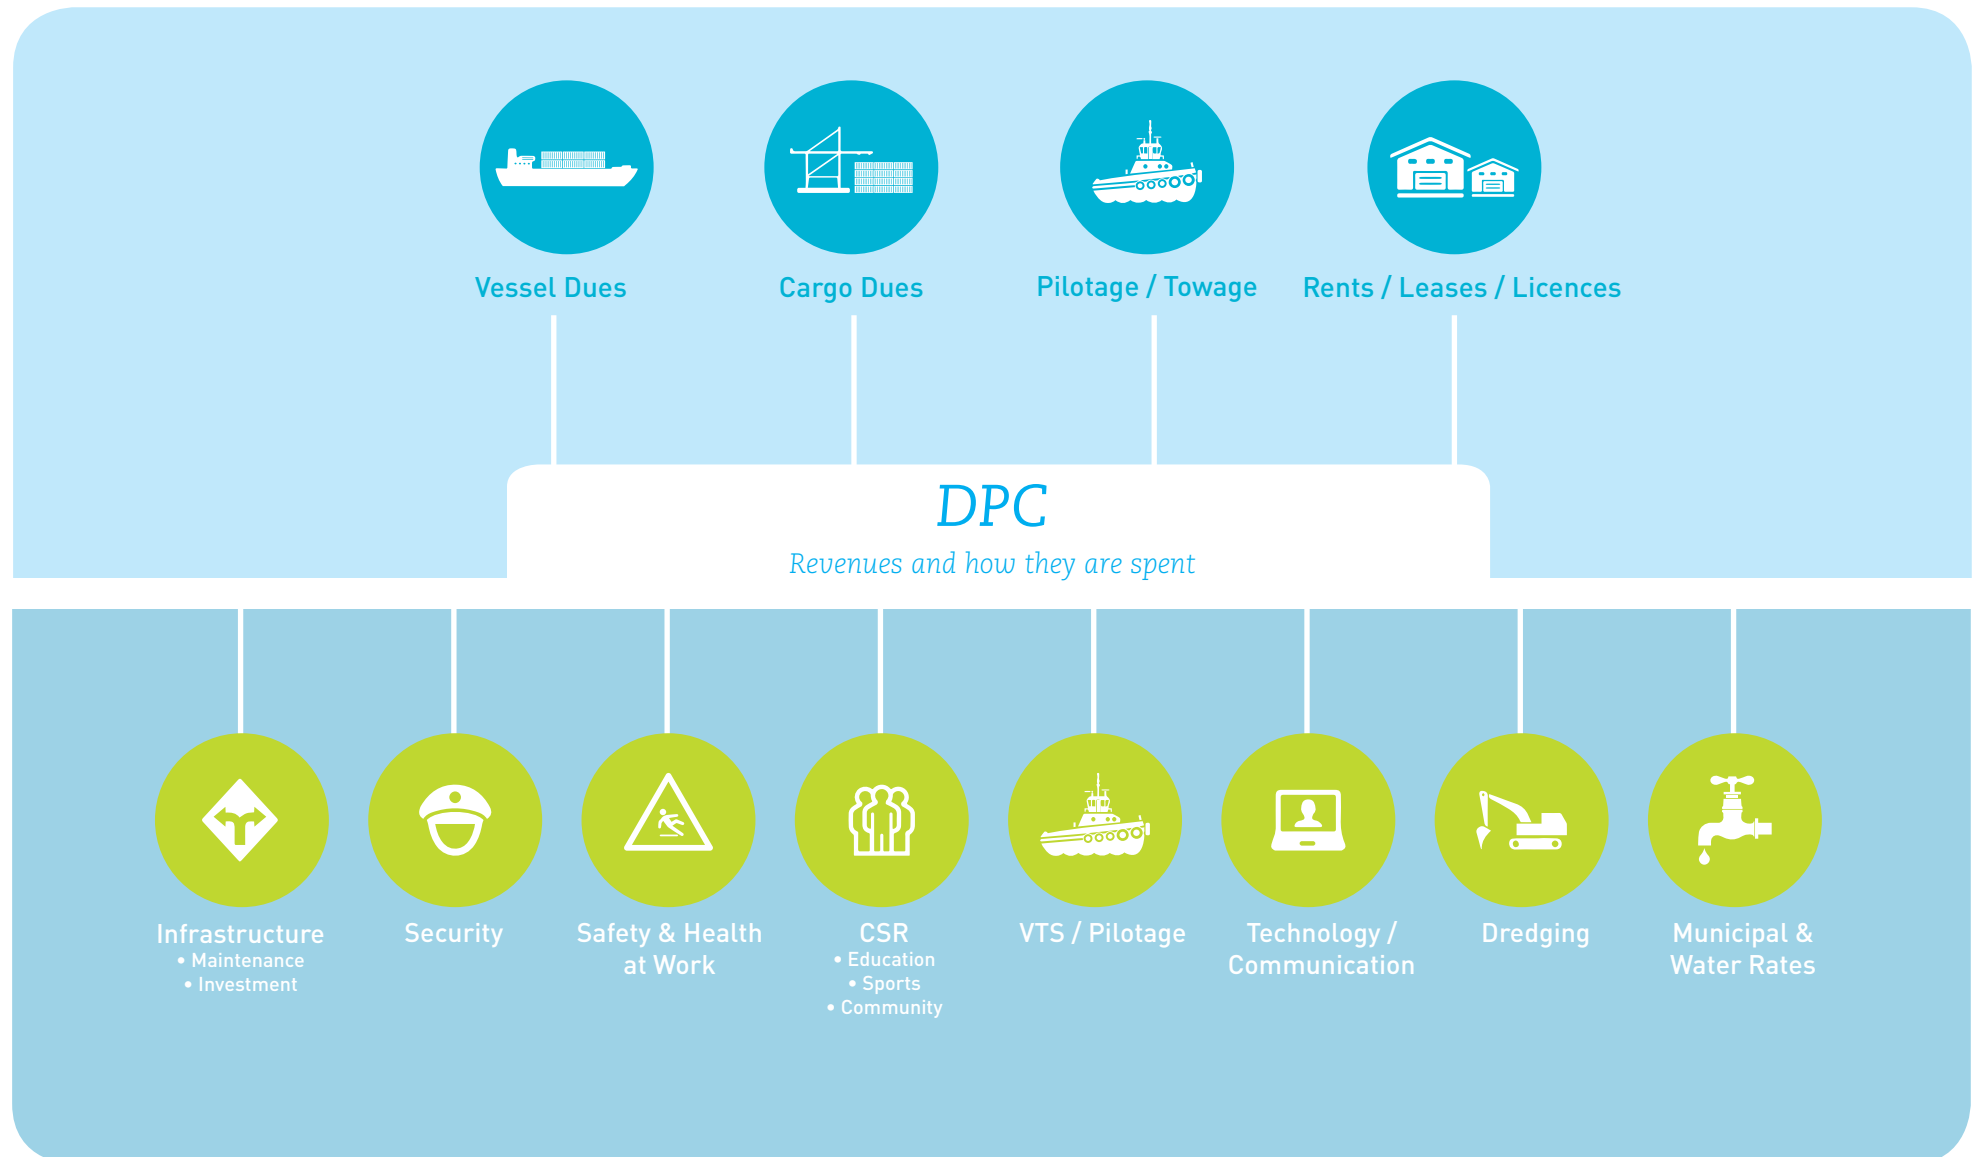 Vessel Dues
Cargo Dues
Pilotage / Towage
Rents / Leases / Licences
DPC
Revenues and how they are spent
Infrastructure
• Maintenance
• Investment
Security
Safety & Health
at Work
CSR
• Education
• Sports
• Community
VTS / Pilotage
Technology /
Communication
Dredging
Municipal &
Water Rates